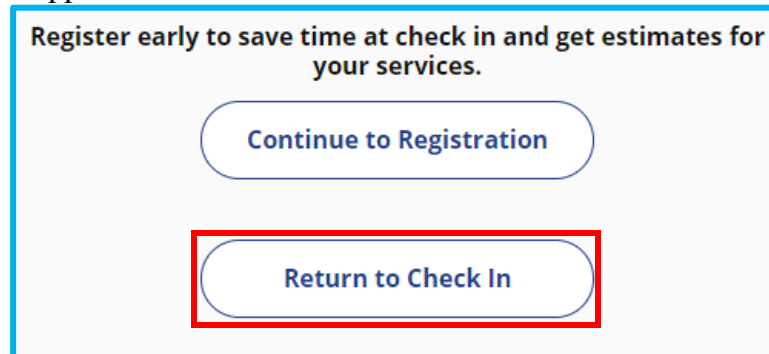 Register early to save time at check in and get estimates for
your services.
Continue to Registration
Return to Check In